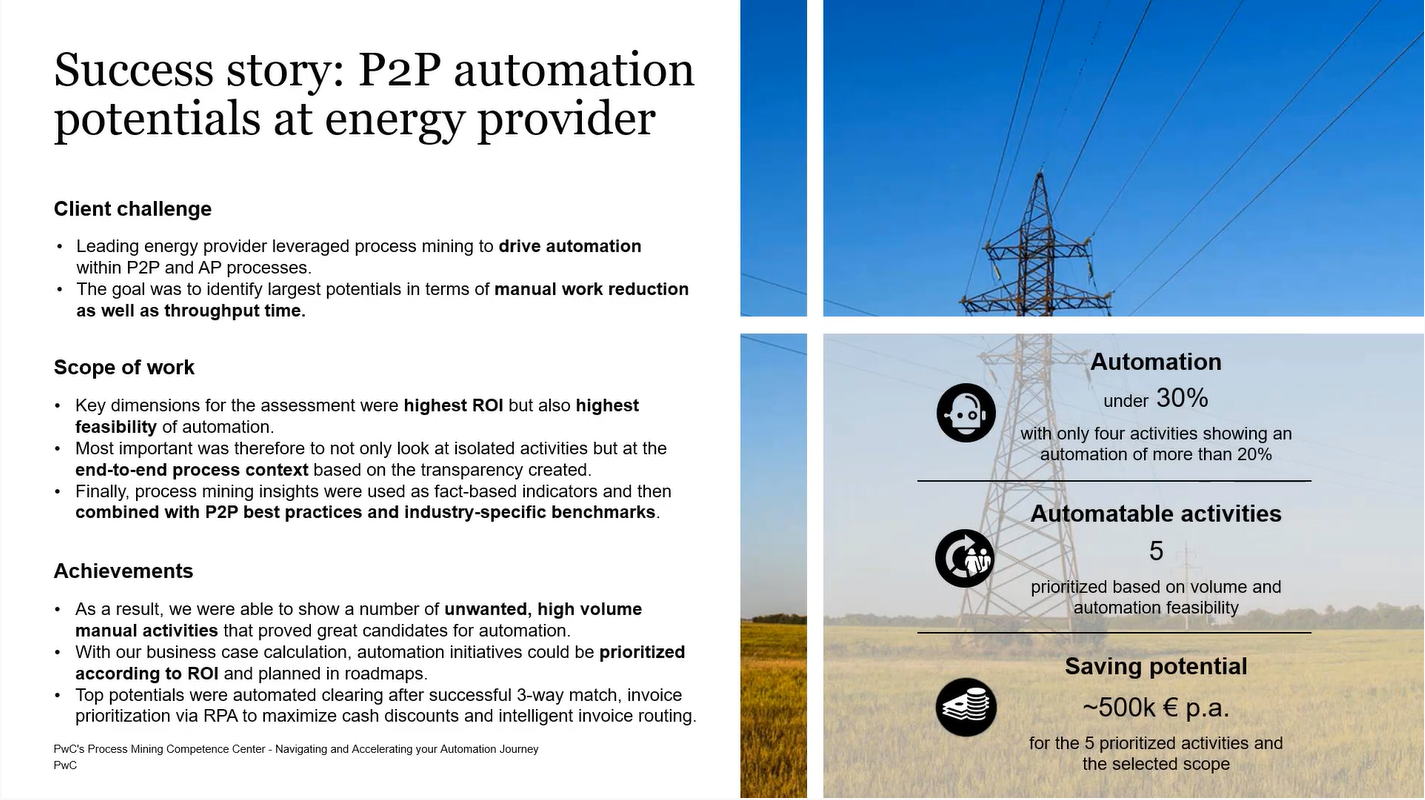 Success story: P2P automation
potentials at energy provider
Client challenge
• Leading energy provider leveraged process mining to drive automation
within P2P and AP processes.
• The goal was to identify largest potentials in terms of manual work reduction
as well as throughput time.
Scope of work
• Key dimensions for the assessment were highest ROI but also highest
feasibility of automation.
• Most important was therefore to not only look at isolated activities but at the
end-to-end process context based on the transparency created.
• Finally, process mining insights were used as fact-based indicators and then
combined with P2P best practices and industry-specific benchmarks.
Achievements
• As a result, we were able to show a number of unwanted, high volume
manual activities that proved great candidates for automation.
• With our business case calculation, automation initiatives could be prioritized
according to ROI and planned in roadmaps.
• Top potentials were automated clearing after successful 3-way match, invoice
prioritization via RPA to maximize cash discounts and intelligent invoice routing.
PwC's Process Mining Competence Center - Navigating and Accelerating your Automation Journey
PwC
Automation
under 30%
with only four activities showing an
automation of more than 20%
Automatable activities
5
prioritized based on volume and
automation feasibility
Saving potential
~500k € p.a.
for the 5 prioritized activities and
the selected scope